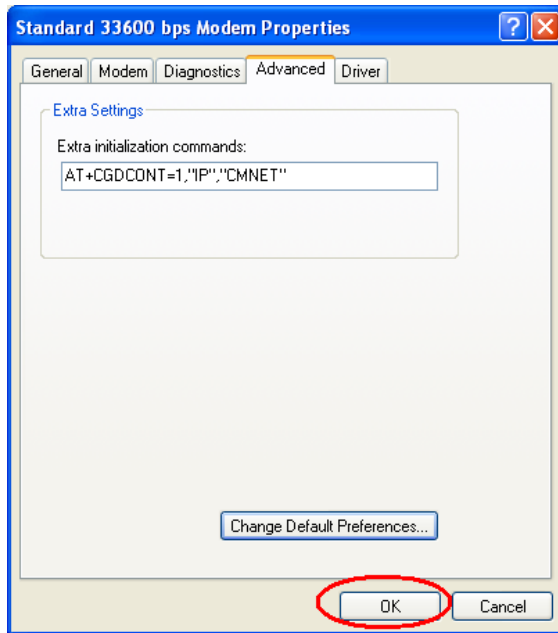 Standard 33600 bps Modem Properties
General Modem Diagnostics Advanced Driver
Extra Settings
Extra initialization commands:
AT+CGDCONT=1,"IP","CMNET"
Change Default Preferences...
OK Cancel